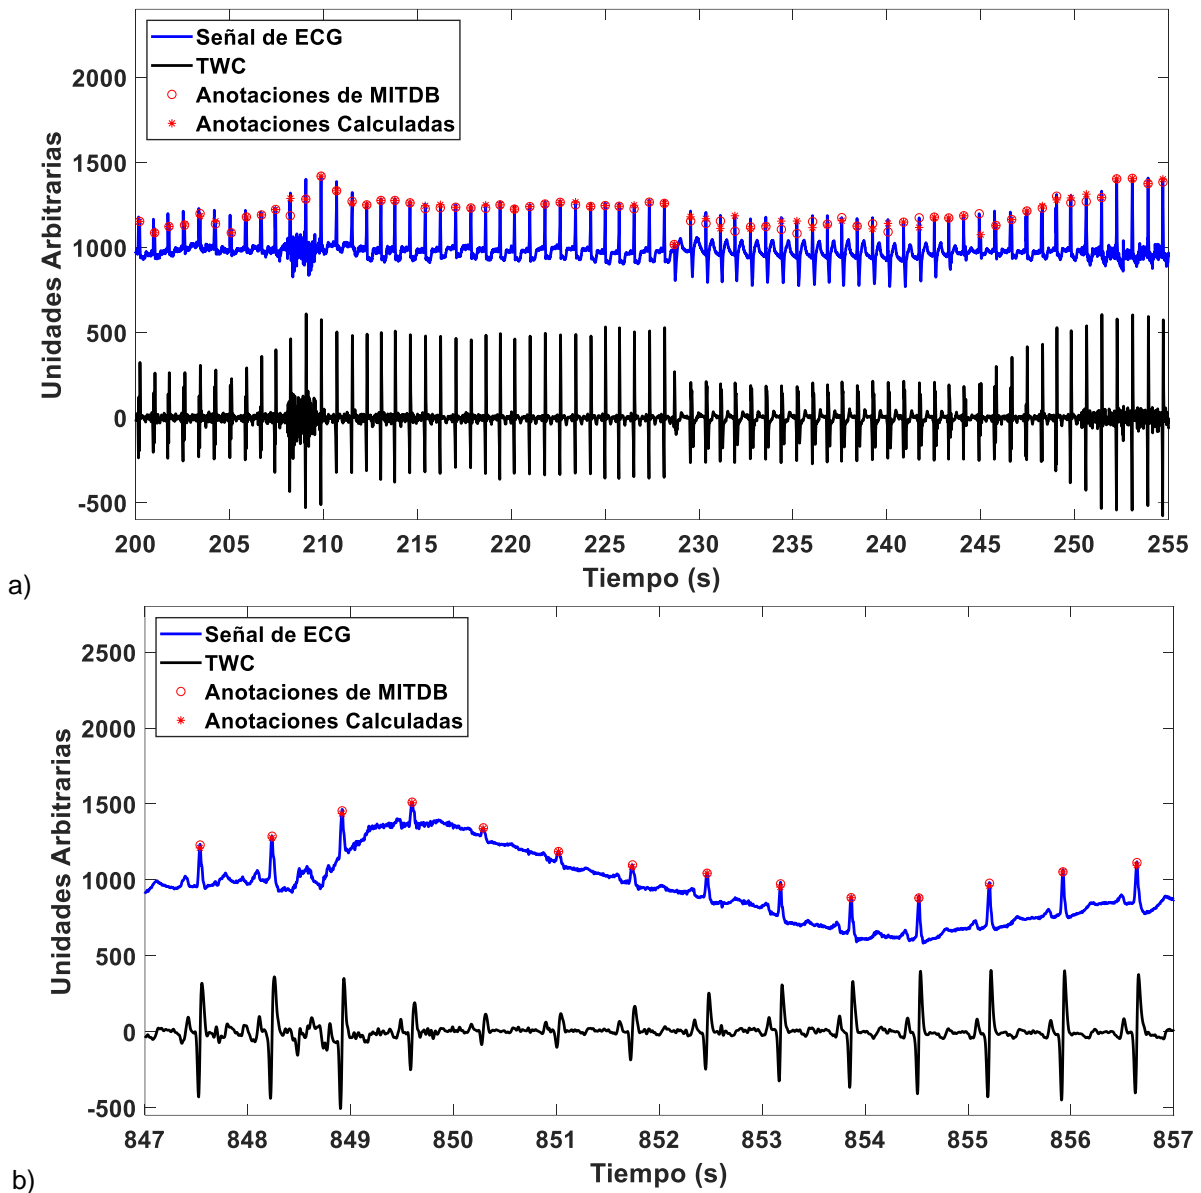 Señal de ECG
TWC
Anotaciones de MITDB
Anotaciones Calculadas
2000
1500
1000
500
0
-500
Unidades Arbitrarias
200 205 210 215 220 225 230 235 240 245 250 255
Tiempo (s)
a)
Señal de ECG
TWC
Anotaciones de MITDB
Anotaciones Calculadas
2500
2000
1500
1000
500
0
-500
Unidades Arbitrarias
847 848 849 850 851 852 853 854 855 856 857
Tiempo (s)
b)